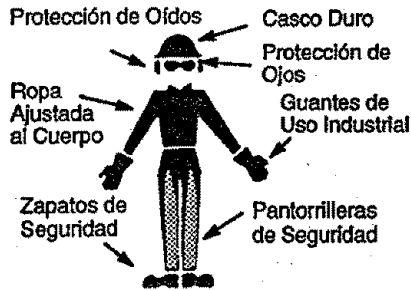 Protección de Oídos
Casco Duro
Protección de
Ojos
Ropa
Ajustada
al Cuerpo
Guantes de
Uso Industrial
Zapatos de
Seguridad
Pantorrilleras
de Seguridad